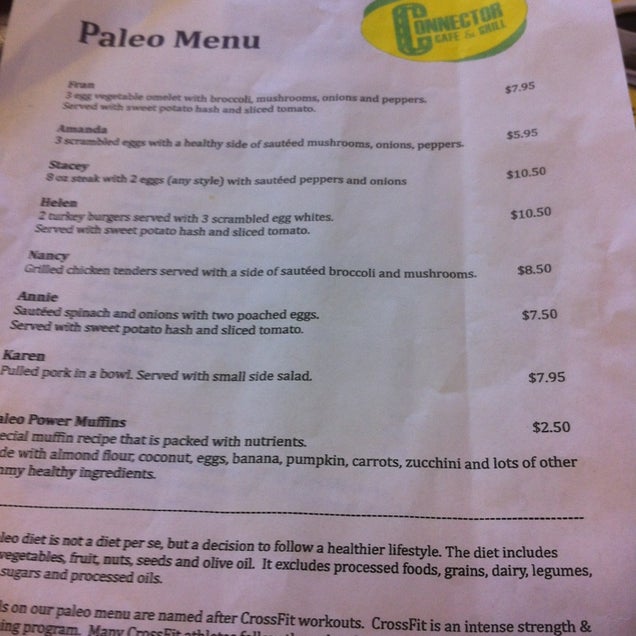 Paleo Menu
CONNECTOR
CAFE & GRILL
Fran
3 egg vegetable omelet with broccoli, mushrooms, onions and peppers. $7.95
Served with sweet potato hash and sliced tomato.
Amanda
3 scrambled eggs with a healthy side of sautéed mushrooms, onions, peppers. $5.95
Stacey
8 oz steak with 2 eggs (any style) with sautéed peppers and onions $10.50
Helen
2 turkey burgers served with 3 scrambled egg whites. $10.50
Served with sweet potato hash and sliced tomato.
Nancy
Grilled chicken tenders served with a side of sautéed broccoli and mushrooms. $8.50
Annie
Sautéed spinach and onions with two poached eggs. $7.50
Served with sweet potato hash and sliced tomato.
Karen
Pulled pork in a bowl. Served with small side salad. $7.95
aleo Power Muffins $2.50
ecial muffin recipe that is packed with nutrients.
de with almond flour, coconut, eggs, banana, pumpkin, carrots, zucchini and lots of other
mmy healthy ingredients.
leo diet is not a diet per se, but a decision to follow a healthier lifestyle. The diet includes
vegetables, fruit, nuts, seeds and olive oil. It excludes processed foods, grains, dairy, legumes,
sugars and processed oils.
ls on our paleo menu are named after CrossFit workouts. CrossFit is an intense strength &
ing program. Many CrossFit athletes